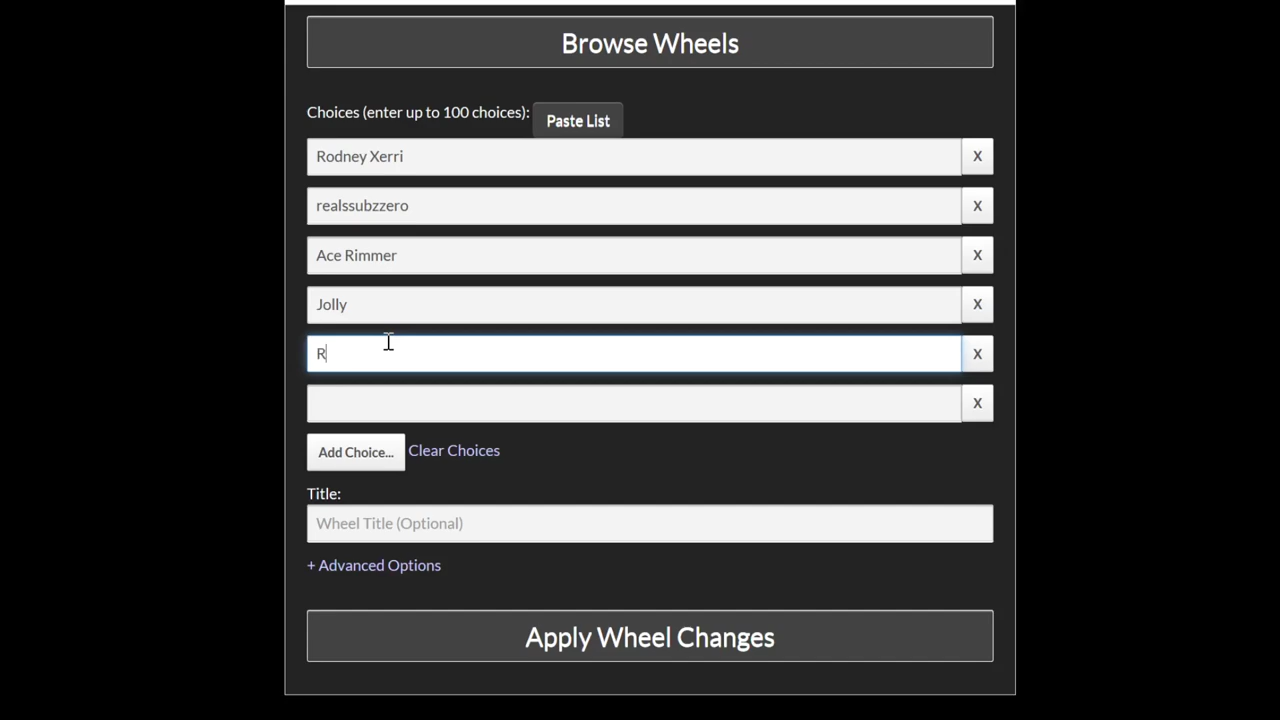 Browse Wheels
Choices (enter up to 100 choices): Paste List
Rodney Xerri X
realssubzzero X
Ace Rimmer X
Jolly X
R X
X
Add Choice... Clear Choices
Title:
Wheel Title (Optional)
+ Advanced Options
Apply Wheel Changes